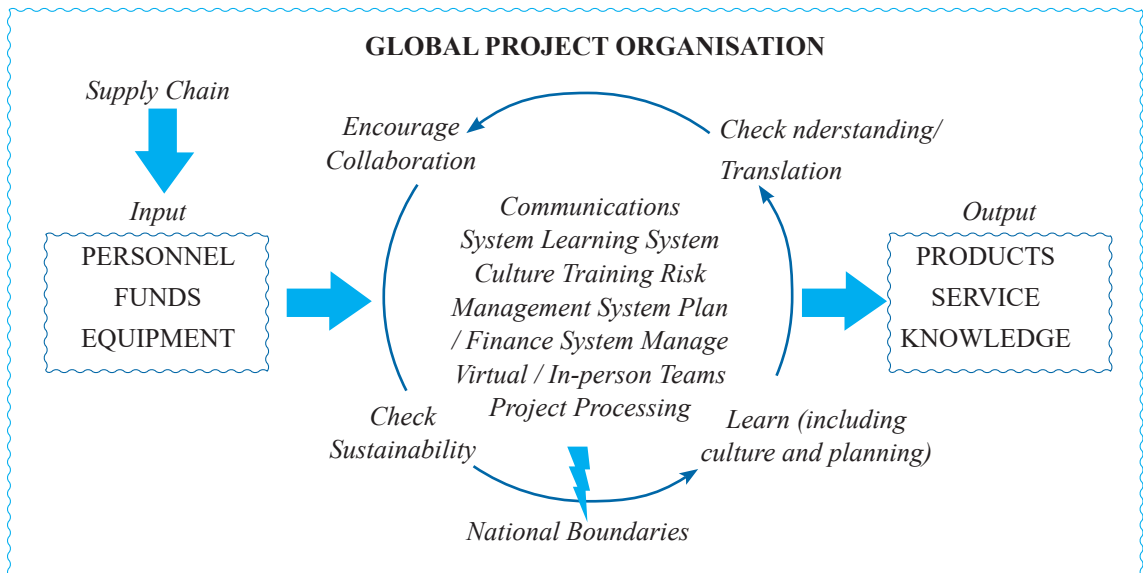 GLOBAL PROJECT ORGANISATION
Supply Chain
Input
PERSONNEL
FUNDS
EQUIPMENT
Encourage
Collaboration
Check nderstanding/
Translation
Communications
System Learning System
Culture Training Risk
Management System Plan
/ Finance System Manage
Virtual / In-person Teams
Project Processing
Check
Sustainability
Learn (including
culture and planning)
National Boundaries
Output
PRODUCTS
SERVICE
KNOWLEDGE